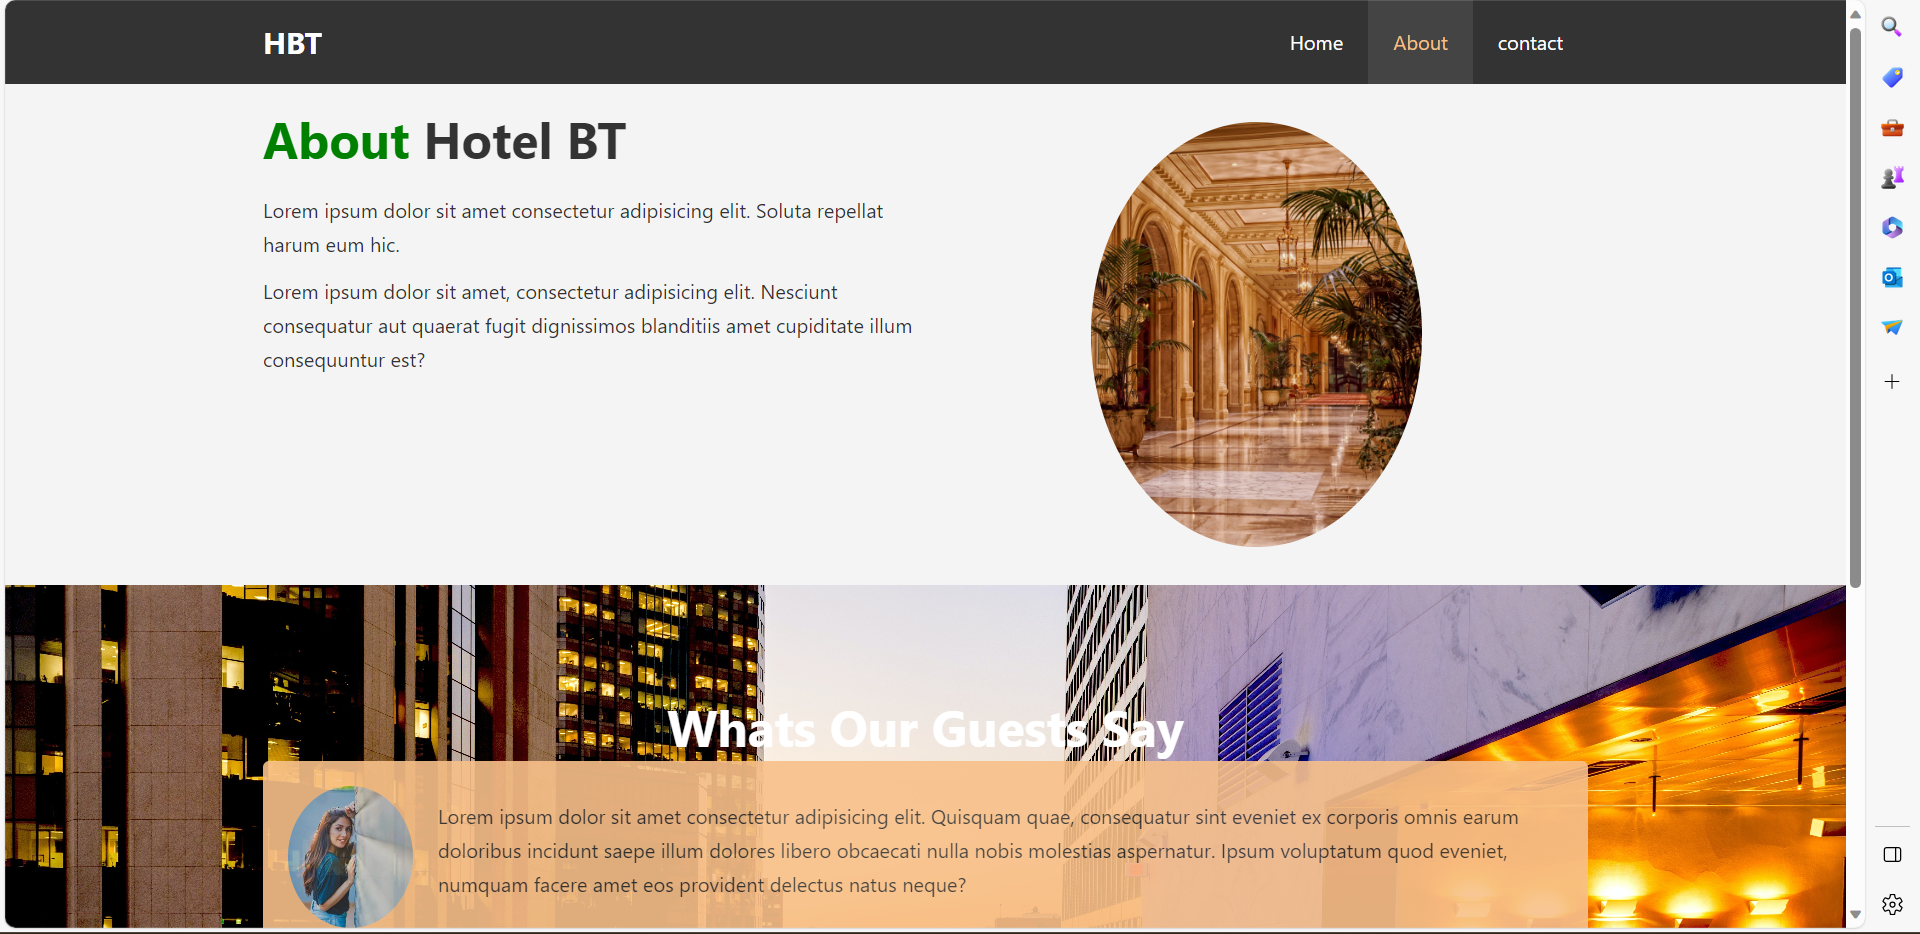 HBT
Home About contact
About Hotel BT
Lorem ipsum dolor sit amet consectetur adipisicing elit. Soluta repellat
harum eum hic.
Lorem ipsum dolor sit amet, consectetur adipisicing elit. Nesciunt
consequatur aut quaerat fugit dignissimos blanditiis amet cupiditate illum
consequuntur est?
Whats Our Guests Say
Lorem ipsum dolor sit amet consectetur adipisicing elit. Quisquam quae, consequatur sint eveniet ex corporis omnis earum
doloribus incidunt saepe illum dolores libero obcaecati nulla nobis molestias aspernatur. Ipsum voluptatum quod eveniet,
numquam facere amet eos provident delectus natus neque?